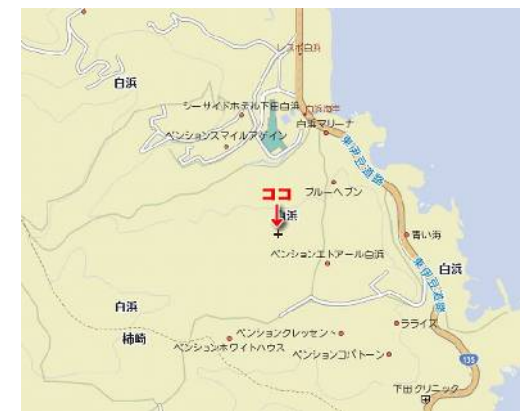 レスポ白浜
白浜
シーサイドホテル下田白浜
白浜海岸
白浜マリーナ
ペンションスマイルアゲイン
東伊豆道路
ココ
ブルーヘブン
白浜
青い海
ペンションエトアール白浜
白浜
東伊豆道路
白浜
柿崎
ペンションクレッセント
ララライズ
ペンションホワイトハウス
ペンションコパトーン
135
下田クリニック